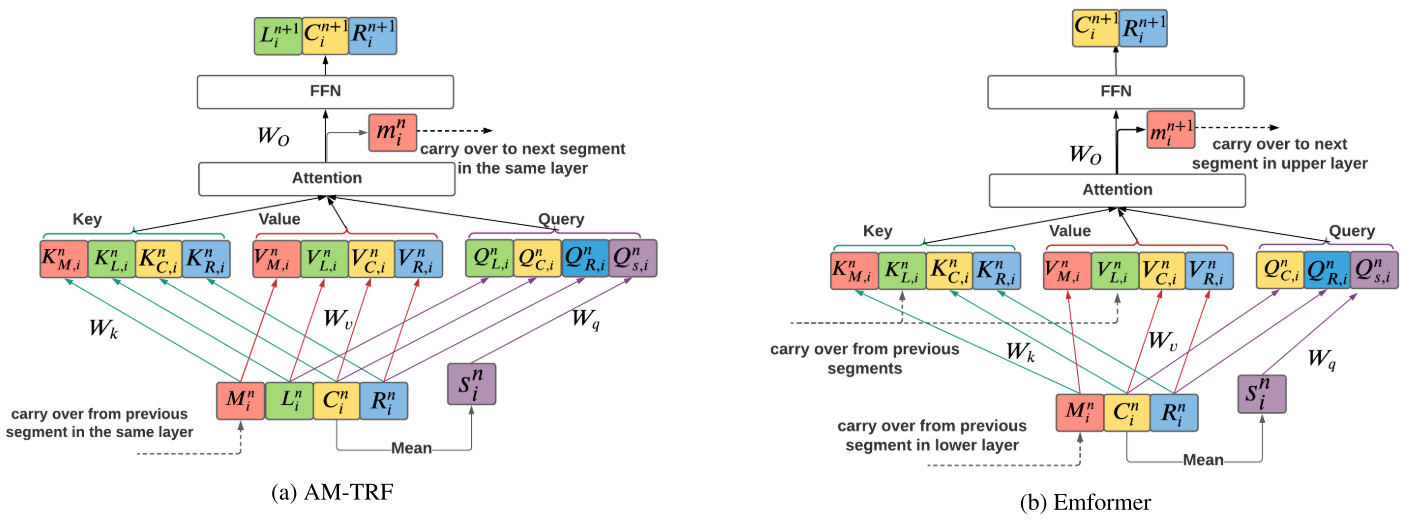 L_i^{n+1} C_i^{n+1} R_i^{n+1}
FFN
W_O
m_i^n
carry over to next segment
in the same layer
Attention
Key
Value
Query
K_{M,i}^n K_{L,i}^n K_{C,i}^n K_{R,i}^n
V_{M,i}^n V_{L,i}^n V_{C,i}^n V_{R,i}^n
Q_{L,i}^n Q_{C,i}^n Q_{R,i}^n Q_{s,i}^n
W_k
W_v
W_q
M_i^n L_i^n C_i^n R_i^n
s_i^n
carry over from previous
segment in the same layer
Mean
(a) AM-TRF
C_i^{n+1} R_i^{n+1}
FFN
W_O
m_i^{n+1}
carry over to next
segment in upper layer
Attention
Key
Value
Query
K_{M,i}^n K_{L,i}^n K_{C,i}^n K_{R,i}^n
V_{M,i}^n V_{L,i}^n V_{C,i}^n V_{R,i}^n
Q_{C,i}^n Q_{R,i}^n Q_{s,i}^n
carry over from previous
segments
W_k
W_v
W_q
M_i^n C_i^n R_i^n
s_i^n
carry over from previous
segment in lower layer
Mean
(b) Emformer